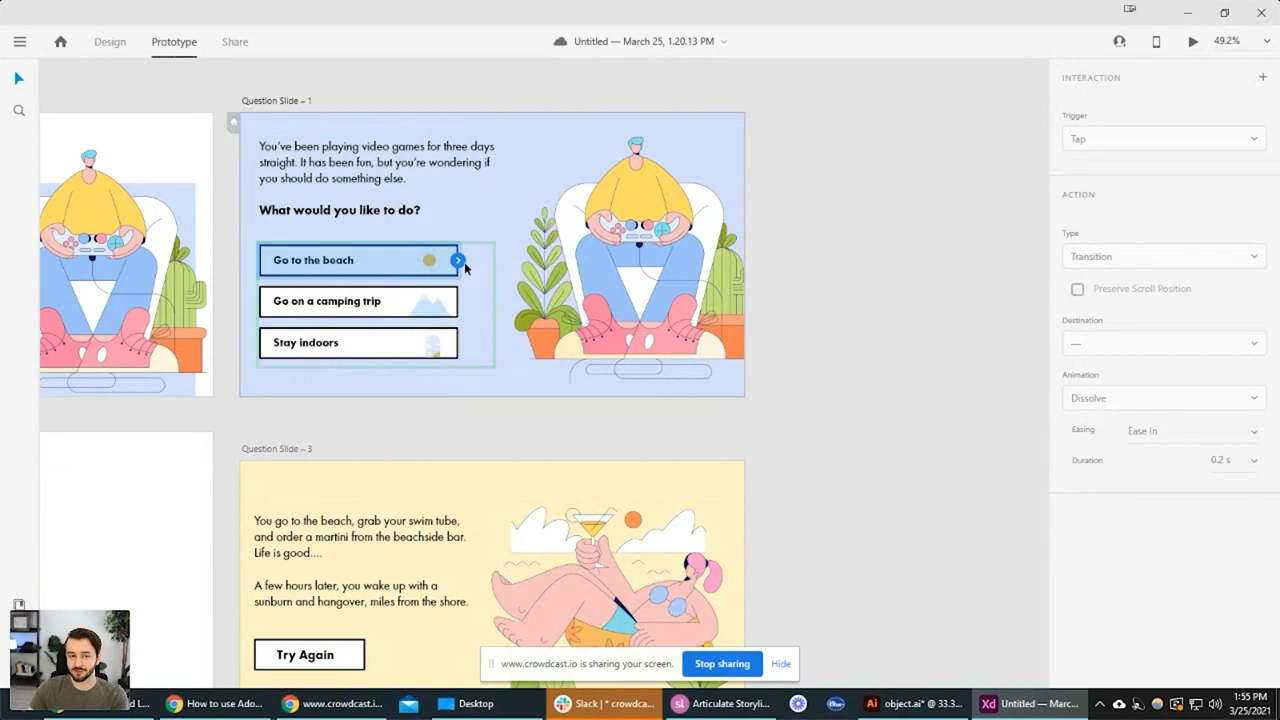 Design
Prototype
Share
Untitled — March 25, 1.20.13 PM
49.2%
Question Slide – 1
You've been playing video games for three days
straight. It has been fun, but you're wondering if
you should do something else.
What would you like to do?
Go to the beach
Go on a camping trip
Stay indoors
INTERACTION
Trigger
Tap
ACTION
Type
Transition
Preserve Scroll Position
Destination
—
Animation
Dissolve
Easing
Ease In
Duration
0.2 s
Question Slide – 3
You go to the beach, grab your swim tube,
and order a martini from the beachside bar.
Life is good....
A few hours later, you wake up with a
sunburn and hangover, miles from the shore.
Try Again
www.crowdcast.io is sharing your screen.
Stop sharing
Hide
How to use Ado...
www.crowdcast.i...
Desktop
Slack | * crowdca...
sl
Articulate Storyli...
Ai
object.ai* @ 33.3...
Xd
Untitled — Marc...
1:55 PM
3/25/2021